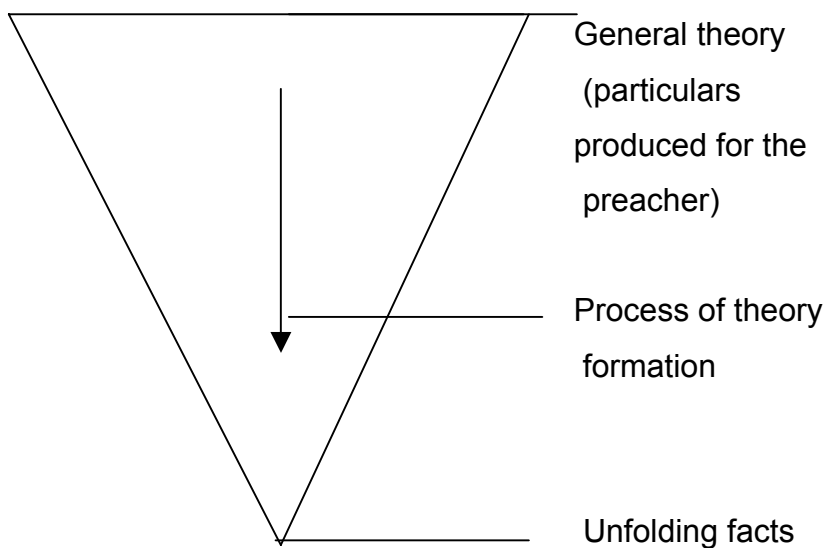 General theory
(particulars
produced for the
preacher)
Process of theory
formation
Unfolding facts